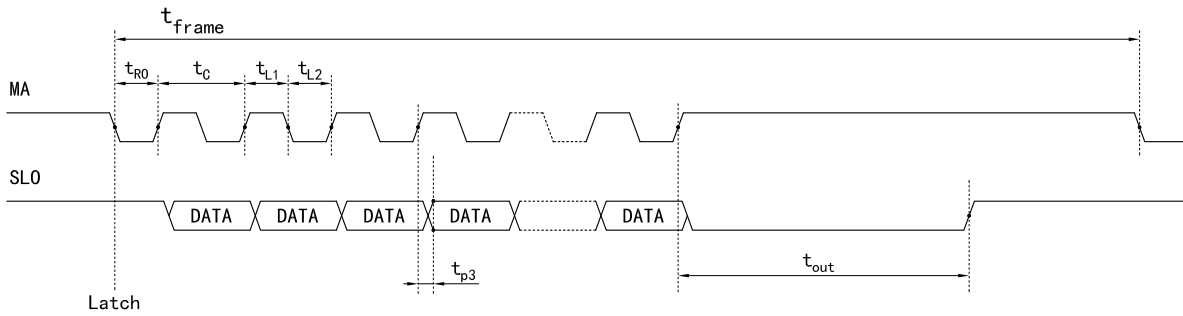 t_frame
t_R0 t_C t_L1 t_L2
MA
SLO
DATA DATA DATA DATA DATA
t_p3 t_out
Latch